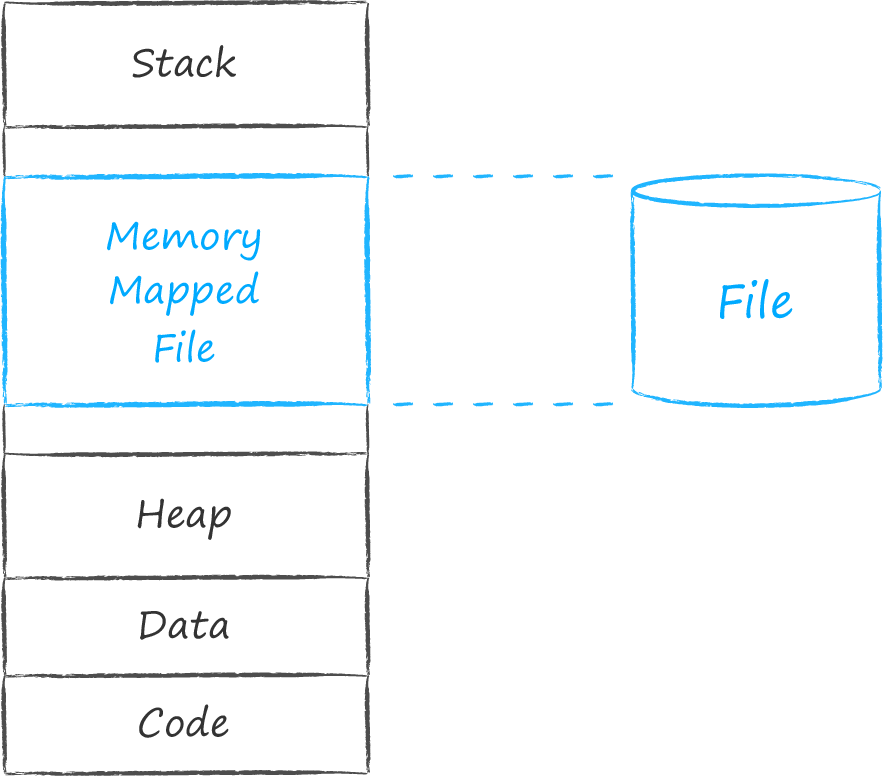 Stack
Memory
Mapped
File
File
Heap
Data
Code